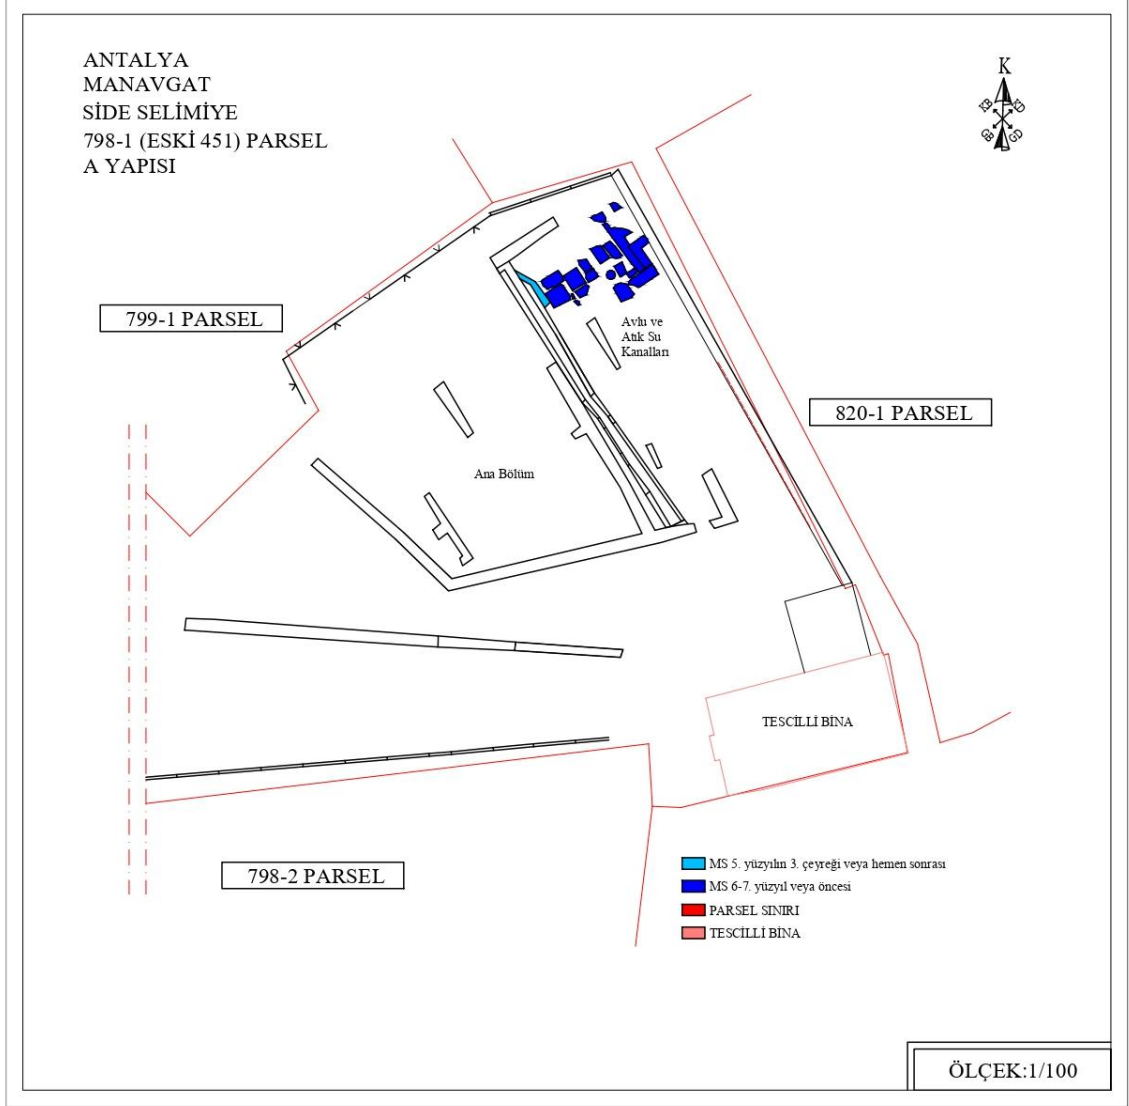 ANTALYA
MANAVGAT
SİDE SELİMİYE
798-1 (ESKİ 451) PARSEL
A YAPISI
K
KB
KD
GB
GD
799-1 PARSEL
Avlu ve
Atık Su
Kanalları
820-1 PARSEL
Ana Bölüm
TESCİLLİ BİNA
798-2 PARSEL
MS 5. yüzyılın 3. çeyreği veya hemen sonrası
MS 6-7. yüzyıl veya öncesi
PARSEL SINIRI
TESCİLLİ BİNA
ÖLÇEK:1/100